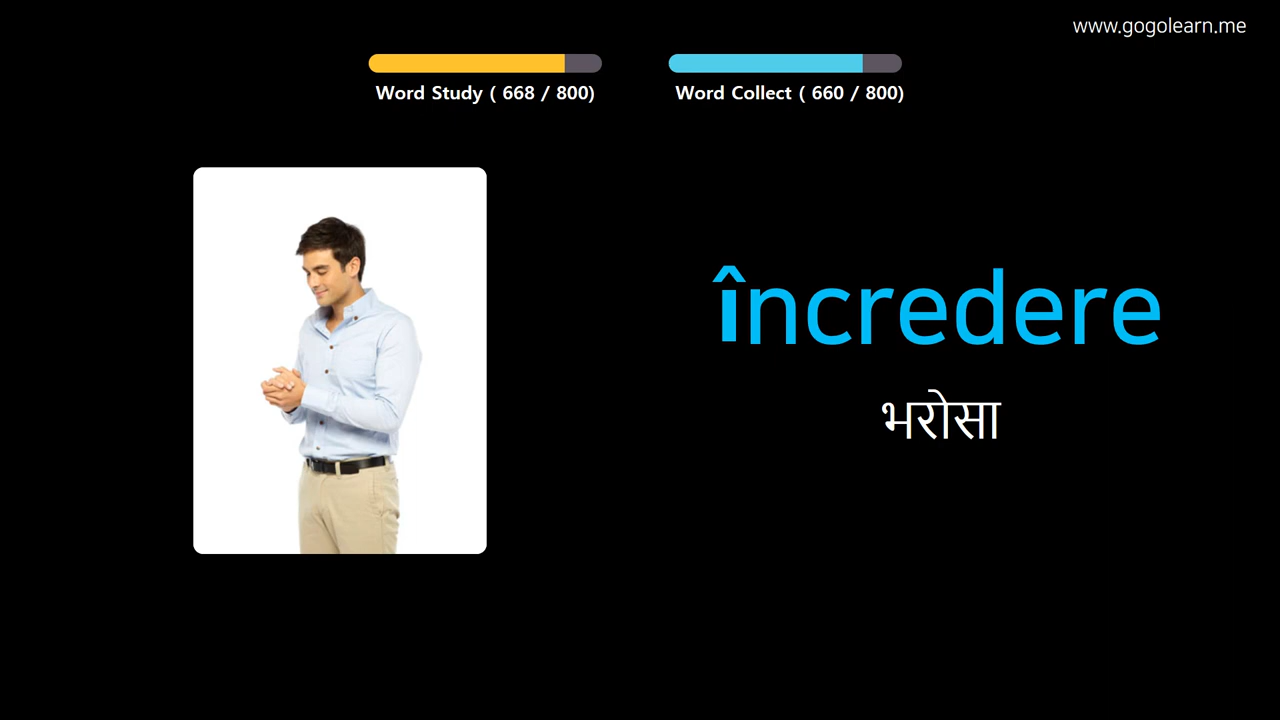 www.gogolearn.me
Word Study ( 668 / 800)
Word Collect ( 660 / 800)
încredere
भरोसा